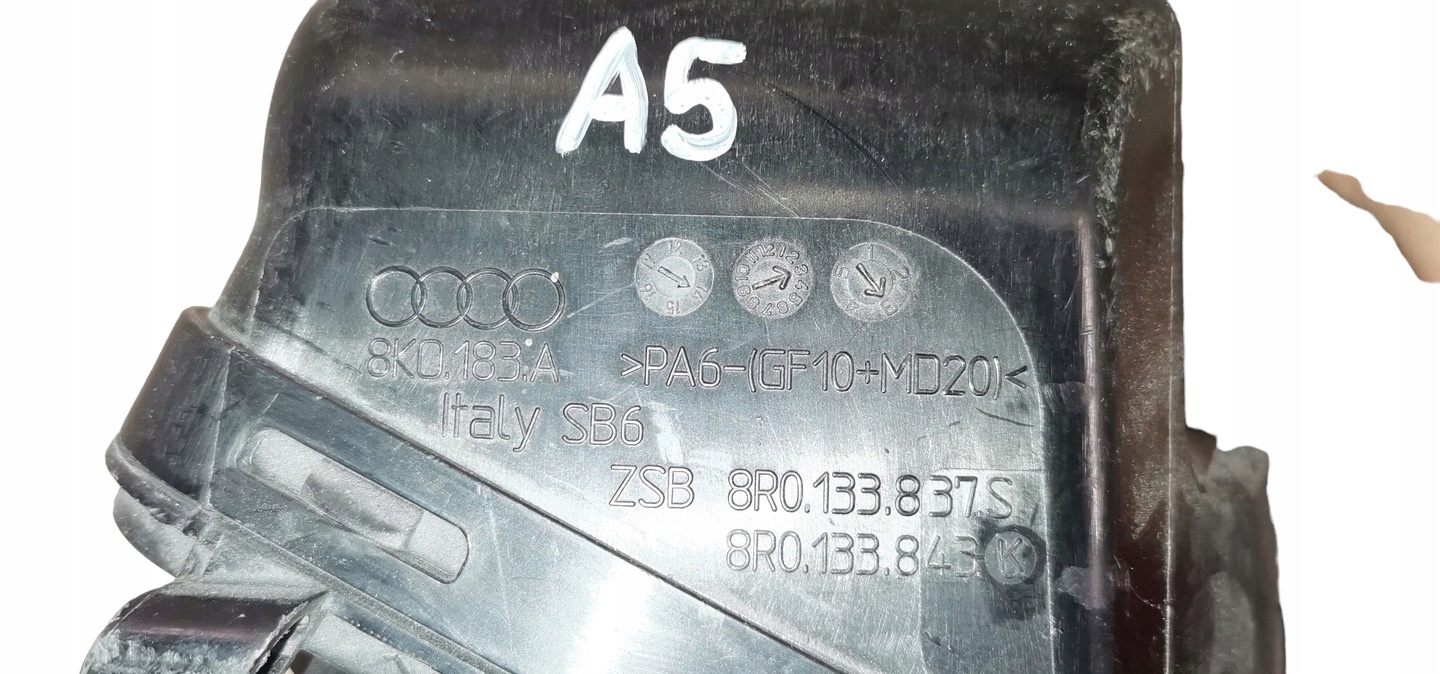 A5
8K0.183.A
>PA6-(GF10+MD20)<
Italy SB6
ZSB 8R0.133.837.S
8R0.133.843.K